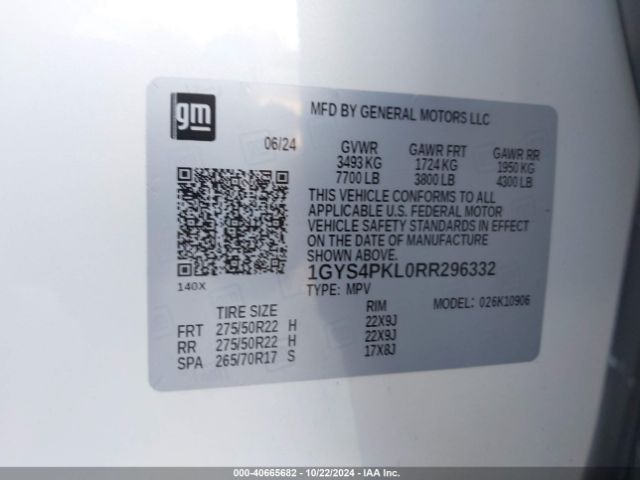 gm
MFD BY GENERAL MOTORS LLC
06/24
GVWR GAWR FRT GAWR RR
3493 KG 1724 KG 1950 KG
7700 LB 3800 LB 4300 LB
THIS VEHICLE CONFORMS TO ALL
APPLICABLE U.S. FEDERAL MOTOR
VEHICLE SAFETY STANDARDS IN EFFECT
ON THE DATE OF MANUFACTURE
SHOWN ABOVE.
140X
1GYS4PKL0RR296332
TYPE: MPV MODEL: 026K10906
TIRE SIZE RIM
FRT 275/50R22 H 22X9J
RR 275/50R22 H 22X9J
SPA 265/70R17 S 17X8J
000-40665682 - 10/22/2024 - IAA Inc.